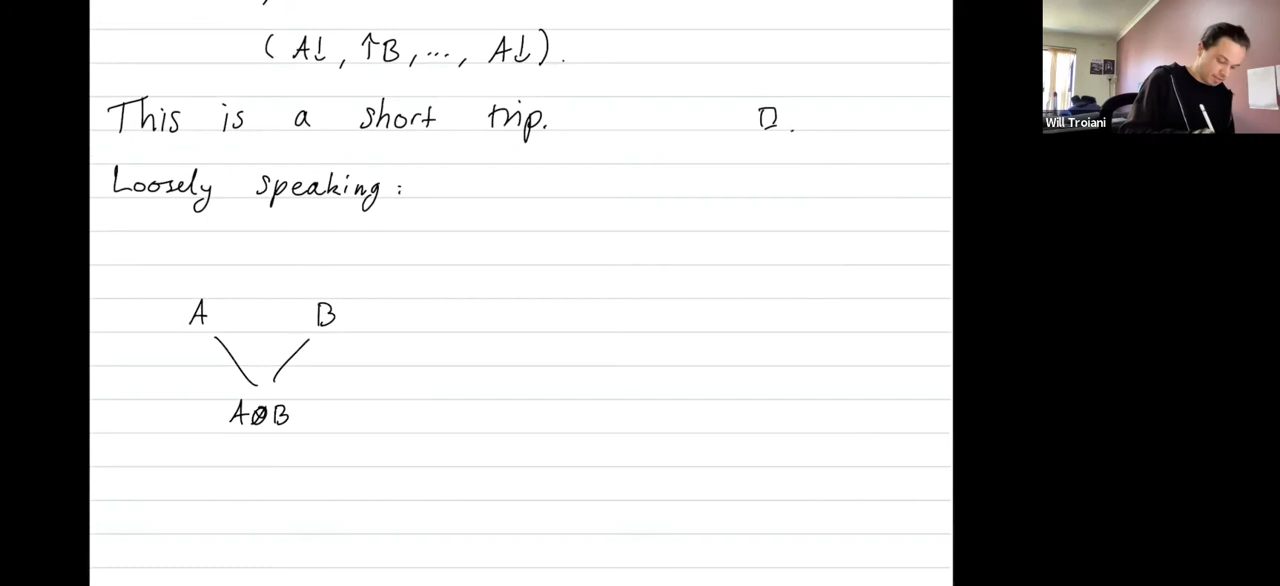 ( A↓ , ↑B , ... , A↓ ) .
This is a short trip. □ .
Loosely speaking :
A B
A⊗B
Will Troiani